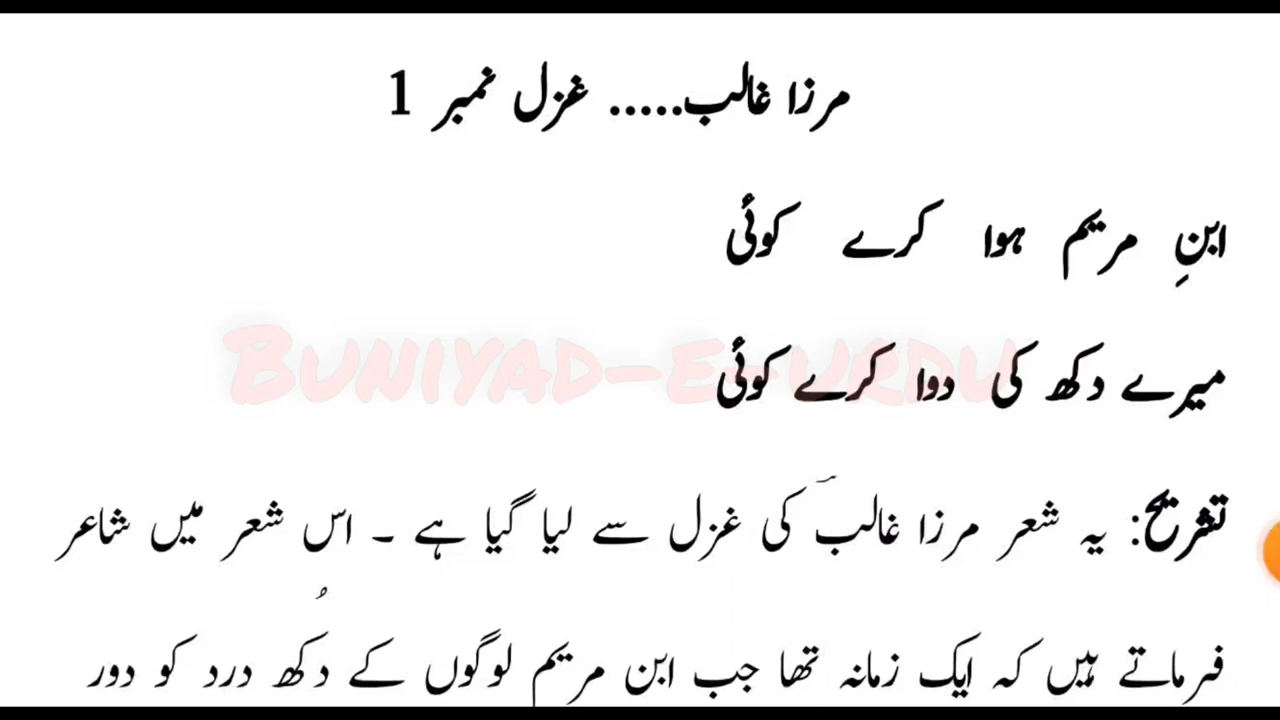 مرزا غالب..... غزل نمبر 1
ابنِ مریم ہوا کرے کوئی
BUNIYAD-E-URDU
میرے دکھ کی دوا کرے کوئی
تشریح: یہ شعر مرزا غالبؔ کی غزل سے لیا گیا ہے ۔ اس شعر میں شاعر
فرماتے ہیں کہ ایک زمانہ تھا جب ابن مریم لوگوں کے دُکھ درد کو دور